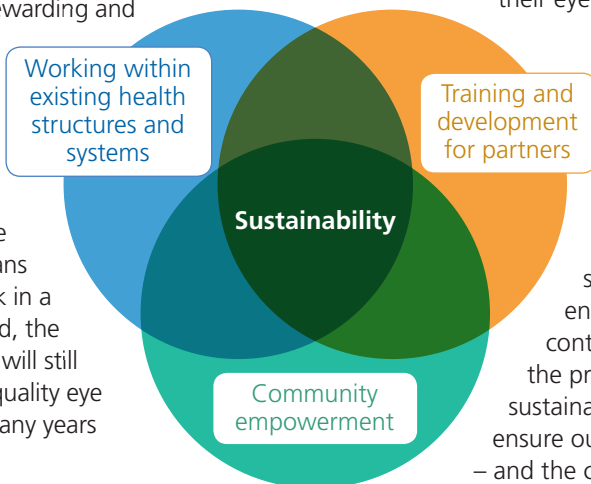 ewarding and
their eye
Working within
existing health
structures and
systems
Training and
development
for partners
Sustainability
Community
empowerment
ans
k in a
d, the
will still
quality eye
any years
en
cont
the pr
sustaina
ensure ou
– and the c